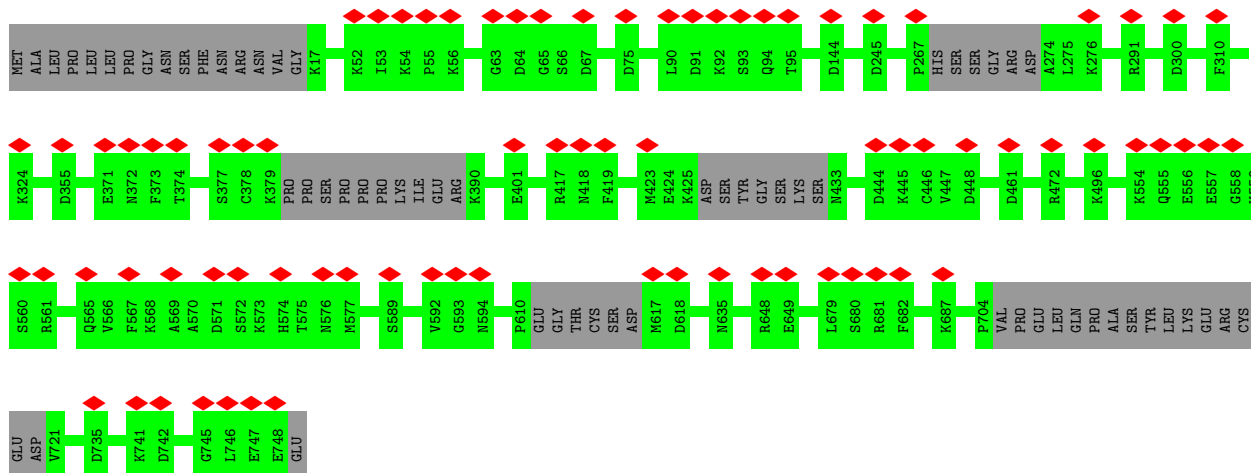 MET ALA LEU PRO LEU LEU PRO GLY ASN SER PHE ASN ARG ASN VAL GLY K17 K52 I53 K54 P55 K56 G63 D64 G65 S66 D67 D75 L90 D91 K92 S93 Q94 T95 D144 D245 P267 HIS SER SER GLY ARG ASP A274 L275 K276 R291 D300 F310
K324 D355 E371 N372 F373 T374 S377 C378 K379 PRO PRO SER PRO PRO PRO LYS ILE GLU ARG K390 E401 R417 N418 F419 M423 E424 K425 ASP SER TYR GLY SER LYS SER N433 D444 K445 C446 V447 D448 D461 R472 K496 K554 Q555 E556 E557 G558
S560 R561 Q565 V566 F567 K568 A569 A570 D571 S572 K573 H574 T575 N576 M577 S589 V592 G593 N594 P610 GLU GLY THR CYS SER ASP M617 D618 N635 R648 E649 L679 S680 R681 F682 K687 P704 VAL PRO GLU LEU GLN PRO ALA SER TYR LEU LYS GLU ARG CYS
GLU ASP V721 D735 K741 D742 G745 L746 E747 E748 GLU